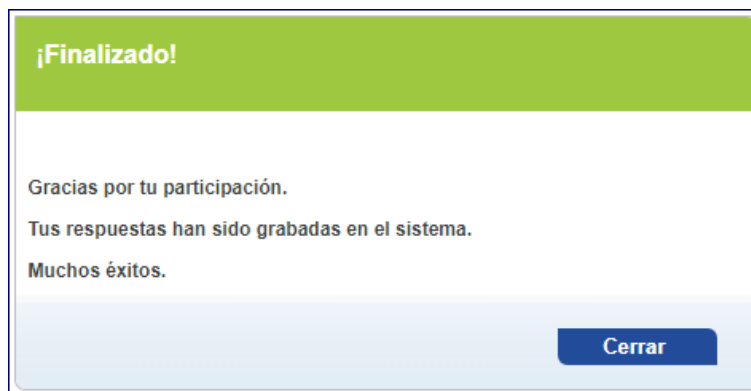 ¡Finalizado!
Gracias por tu participación.
Tus respuestas han sido grabadas en el sistema.
Muchos éxitos.
Cerrar